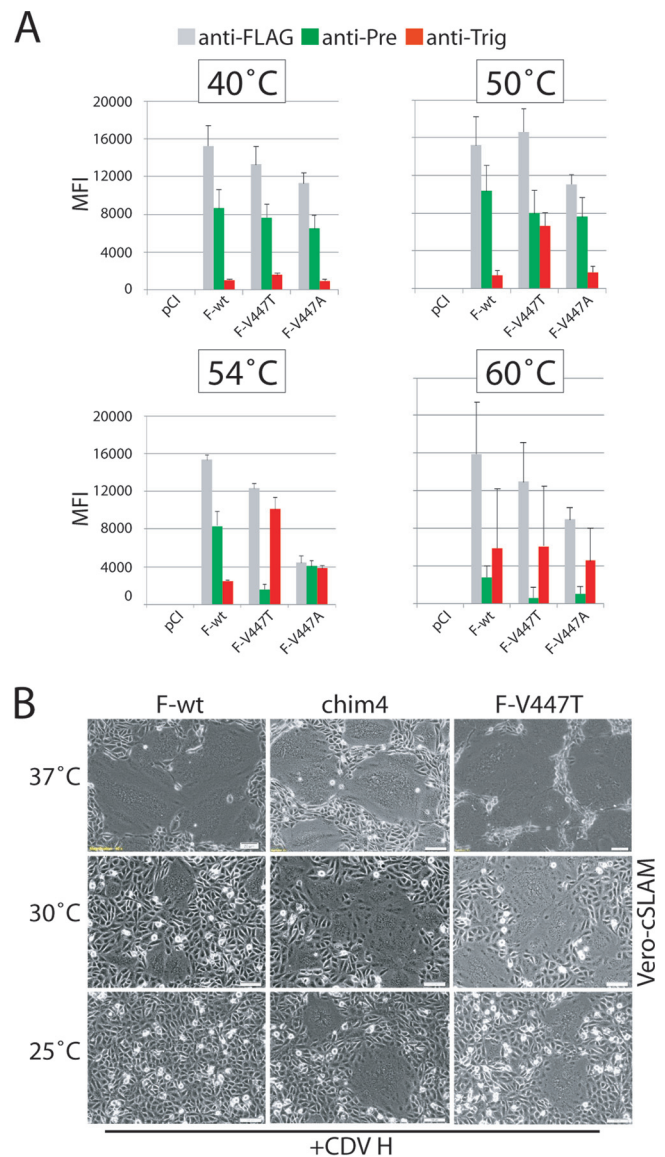 A
anti-FLAG anti-Pre anti-Trig
40˚C
50˚C
MFI
20000
16000
12000
8000
4000
0
pCI F-wt F-V447T F-V447A
pCI F-wt F-V447T F-V447A
54˚C
60˚C
MFI
20000
16000
12000
8000
4000
0
pCI F-wt F-V447T F-V447A
pCI F-wt F-V447T F-V447A
B
F-wt chim4 F-V447T
37˚C
30˚C
25˚C
Vero-cSLAM
+CDV H